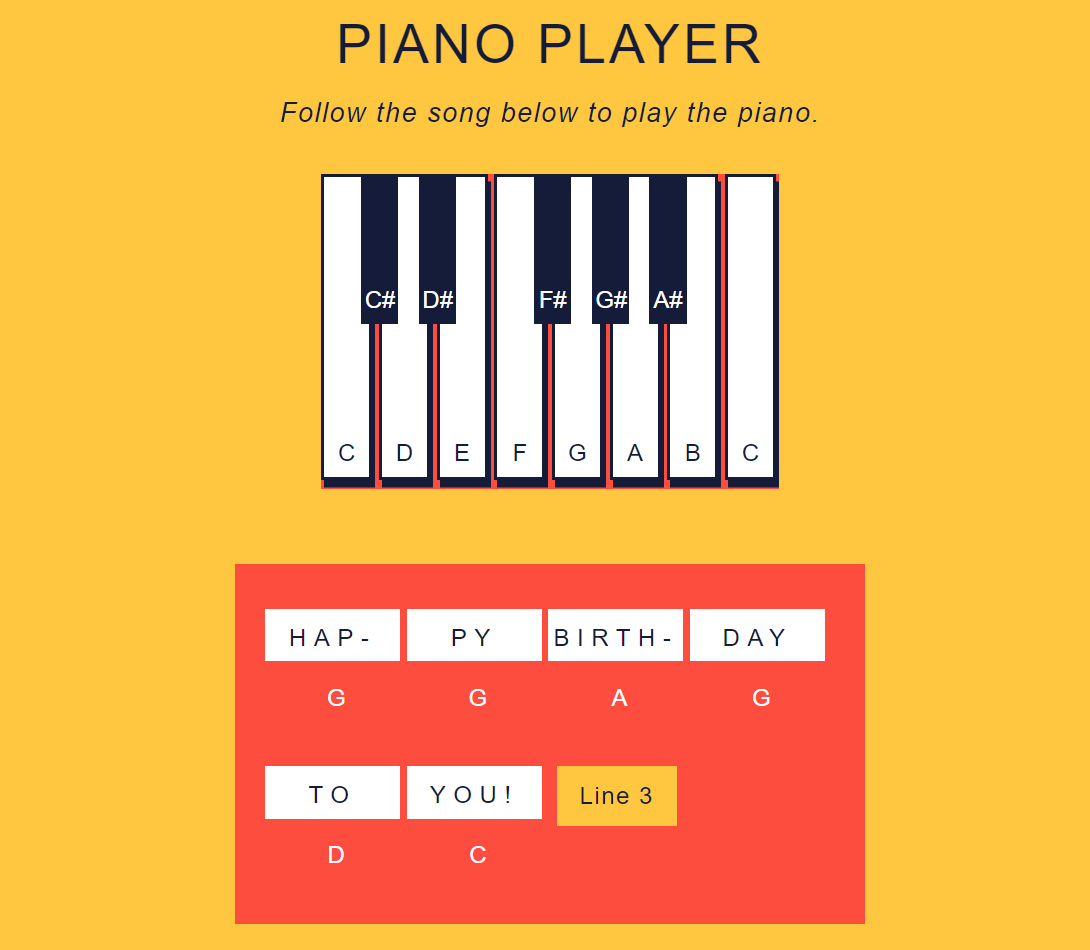 PIANO PLAYER
Follow the song below to play the piano.
C# D# F# G# A#
C D E F G A B C
HAP- PY BIRTH- DAY
G G A G
TO YOU! Line 3
D C